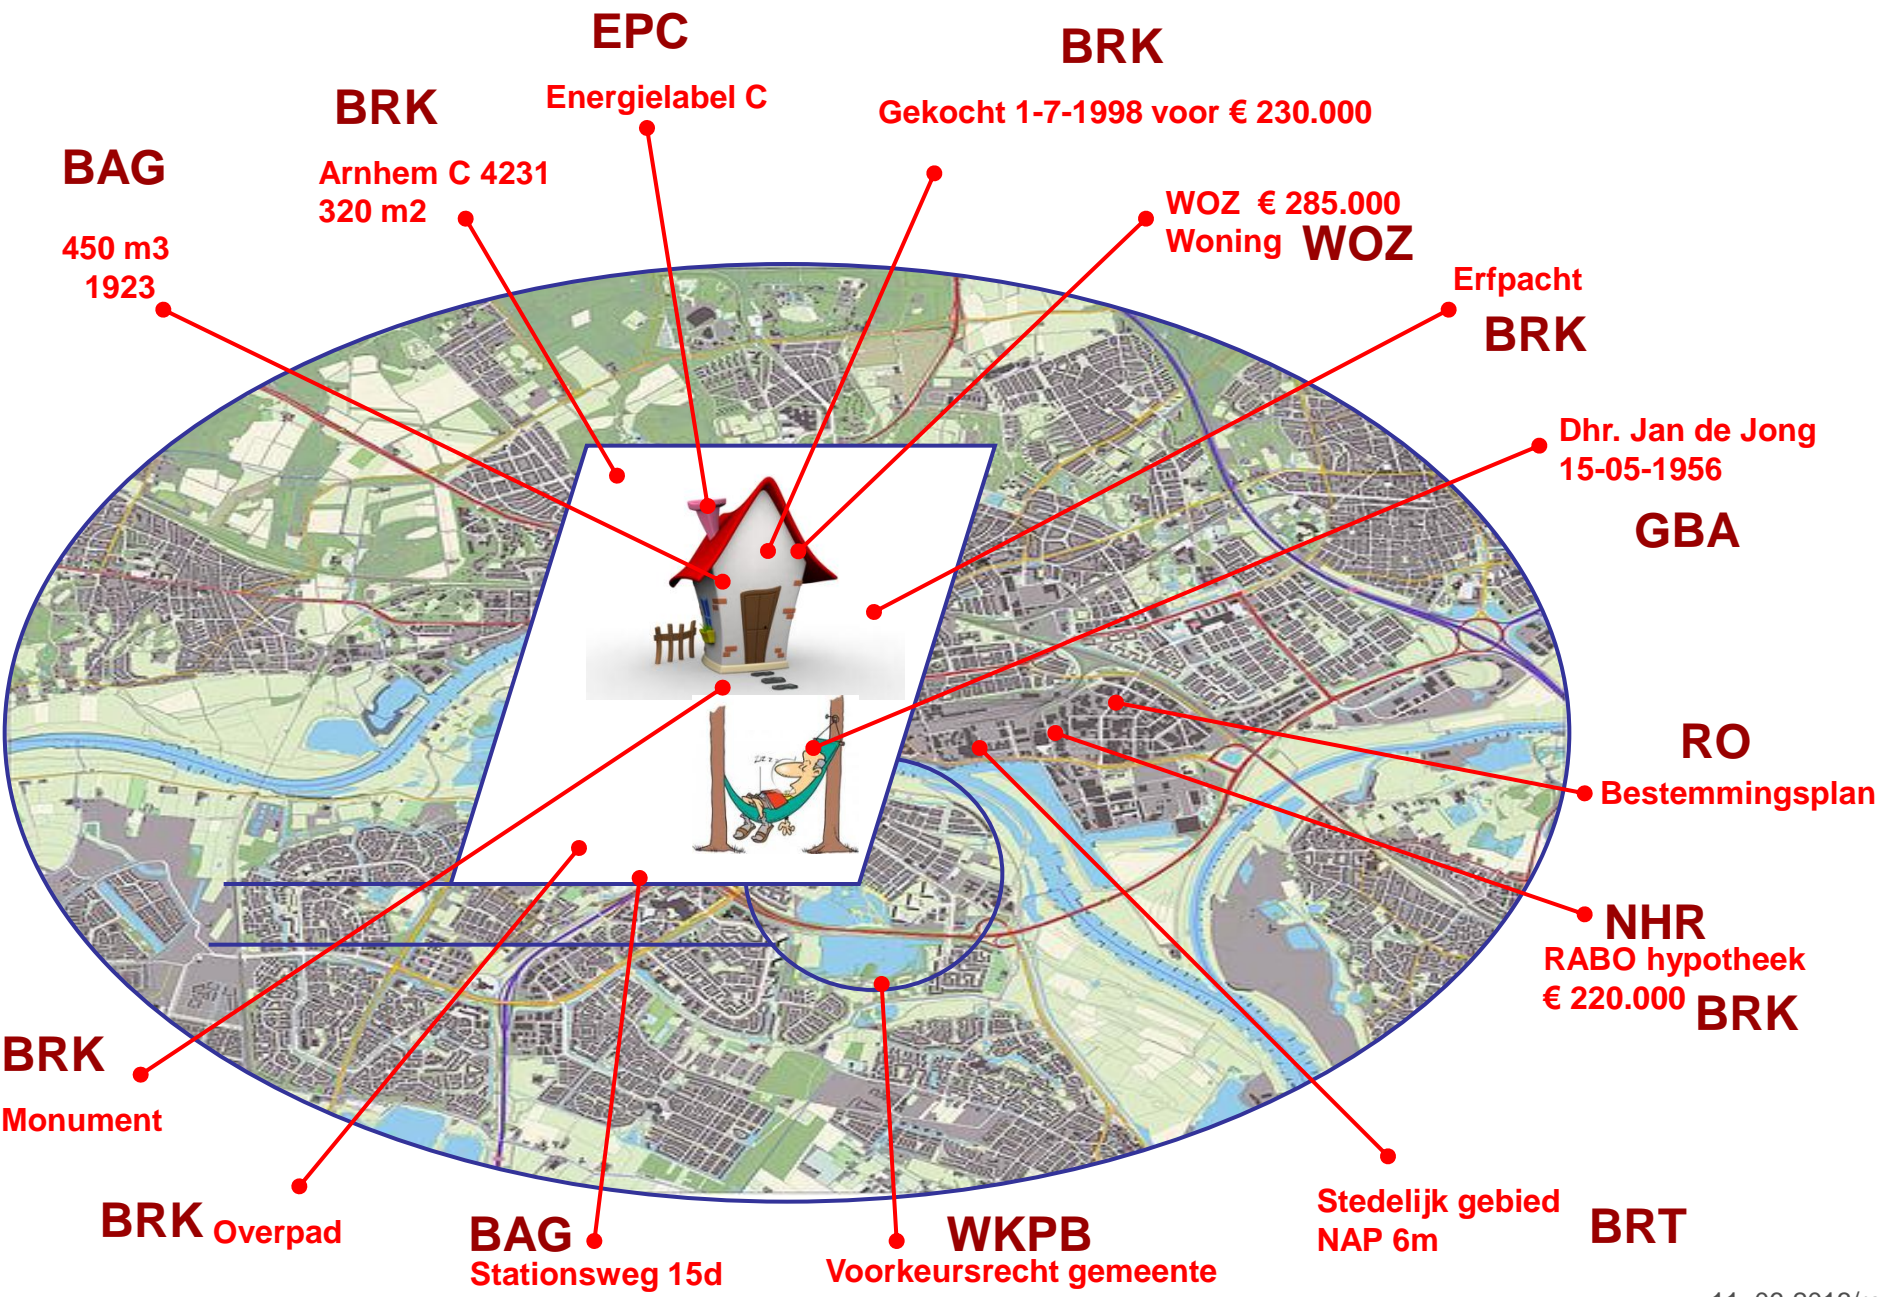 EPC
Energielabel C
BRK
Gekocht 1-7-1998 voor € 230.000
BRK
Arnhem C 4231
320 m2
BAG
450 m3
1923
WOZ € 285.000
Woning WOZ
Erfpacht
BRK
Dhr. Jan de Jong
15-05-1956
GBA
RO
Bestemmingsplan
NHR
RABO hypotheek
€ 220.000 BRK
BRK
Monument
BRK Overpad
BAG
Stationsweg 15d
WKPB
Voorkeursrecht gemeente
Stedelijk gebied
NAP 6m
BRT